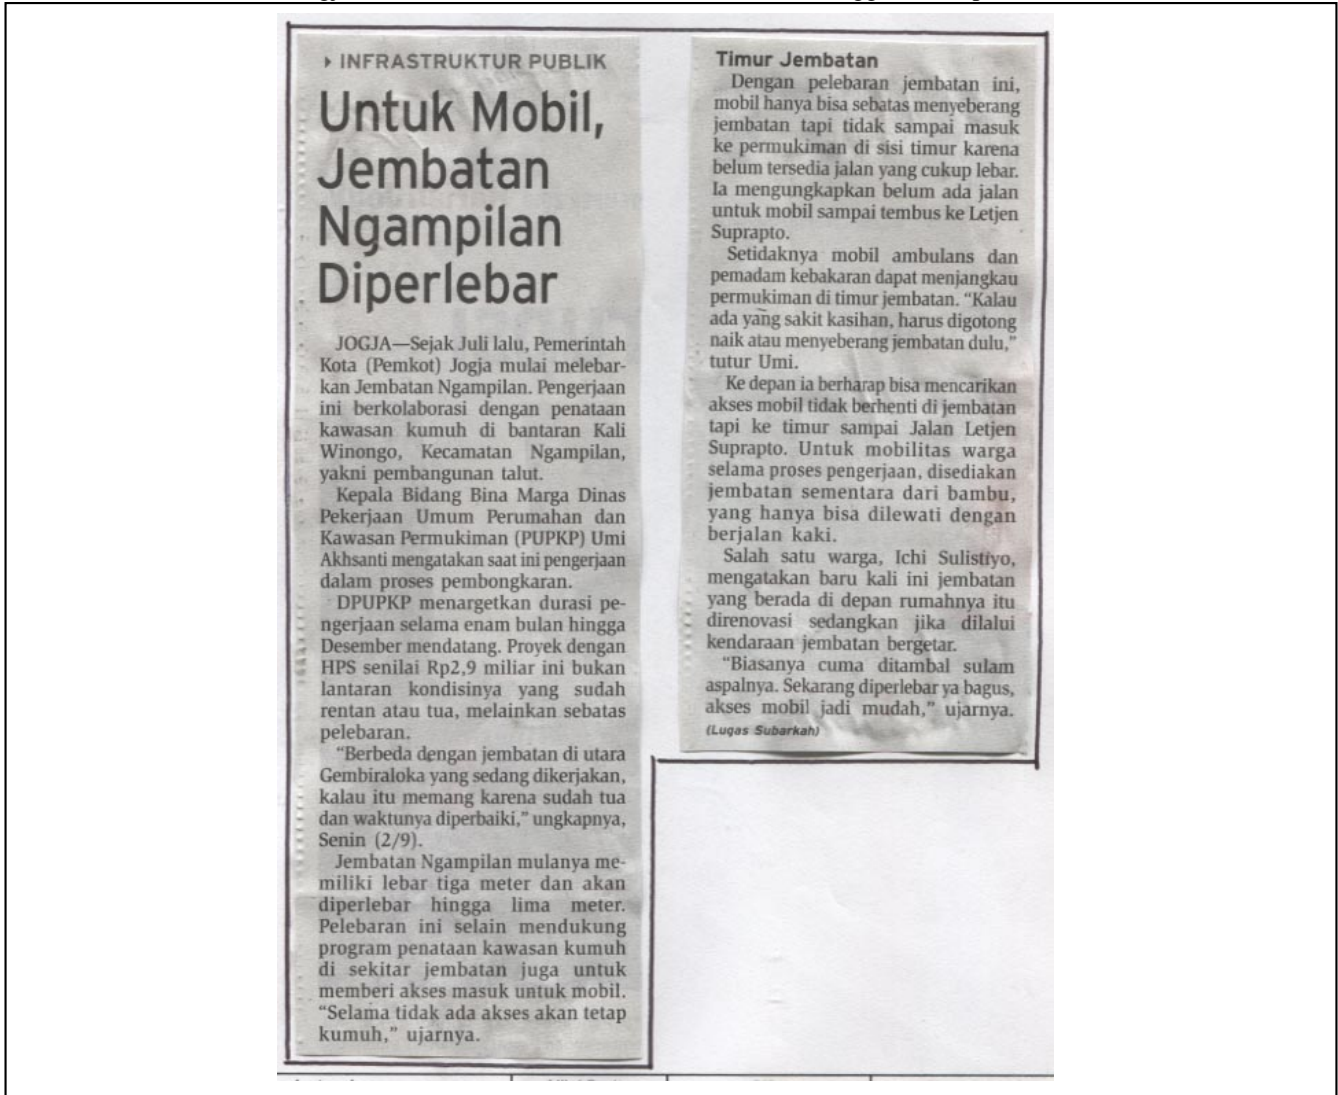 ▸ INFRASTRUKTUR PUBLIK
Untuk Mobil,
Jembatan
Ngampilan
Diperlebar
JOGJA—Sejak Juli lalu, Pemerintah
Kota (Pemkot) Jogja mulai melebar-
kan Jembatan Ngampilan. Pengerjaan
ini berkolaborasi dengan penataan
kawasan kumuh di bantaran Kali
Winongo, Kecamatan Ngampilan,
yakni pembangunan talut.
Kepala Bidang Bina Marga Dinas
Pekerjaan Umum Perumahan dan
Kawasan Permukiman (PUPKP) Umi
Akhsanti mengatakan saat ini pengerjaan
dalam proses pembongkaran.
DPUPKP menargetkan durasi pe-
ngerjaan selama enam bulan hingga
Desember mendatang. Proyek dengan
HPS senilai Rp2,9 miliar ini bukan
lantaran kondisinya yang sudah
rentan atau tua, melainkan sebatas
pelebaran.
“Berbeda dengan jembatan di utara
Gembiraloka yang sedang dikerjakan,
kalau itu memang karena sudah tua
dan waktunya diperbaiki,” ungkapnya,
Senin (2/9).
Jembatan Ngampilan mulanya me-
miliki lebar tiga meter dan akan
diperlebar hingga lima meter.
Pelebaran ini selain mendukung
program penataan kawasan kumuh
di sekitar jembatan juga untuk
memberi akses masuk untuk mobil.
“Selama tidak ada akses akan tetap
kumuh,” ujarnya.
Timur Jembatan
Dengan pelebaran jembatan ini,
mobil hanya bisa sebatas menyeberang
jembatan tapi tidak sampai masuk
ke permukiman di sisi timur karena
belum tersedia jalan yang cukup lebar.
Ia mengungkapkan belum ada jalan
untuk mobil sampai tembus ke Letjen
Suprapto.
Setidaknya mobil ambulans dan
pemadam kebakaran dapat menjangkau
permukiman di timur jembatan. “Kalau
ada yang sakit kasihan, harus digotong
naik atau menyeberang jembatan dulu,”
tutur Umi.
Ke depan ia berharap bisa mencarikan
akses mobil tidak berhenti di jembatan
tapi ke timur sampai Jalan Letjen
Suprapto. Untuk mobilitas warga
selama proses pengerjaan, disediakan
jembatan sementara dari bambu,
yang hanya bisa dilewati dengan
berjalan kaki.
Salah satu warga, Ichi Sulistiyo,
mengatakan baru kali ini jembatan
yang berada di depan rumahnya itu
direnovasi sedangkan jika dilalui
kendaraan jembatan bergetar.
“Biasanya cuma ditambal sulam
aspalnya. Sekarang diperlebar ya bagus,
akses mobil jadi mudah,” ujarnya.
(Lugas Subarkah)